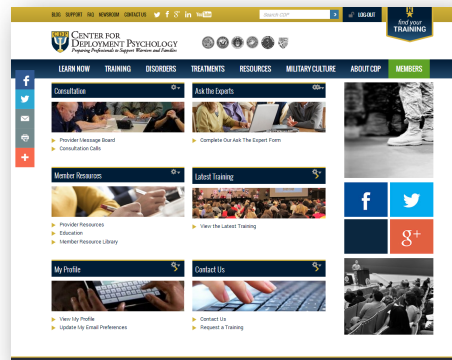 BLOG SUPPORT FAQ NEWSROOM CONTACT US
You Tube
Search CDP
LOG OUT
find your
TRAINING
CDP
CENTER FOR
DEPLOYMENT PSYCHOLOGY
Preparing Professionals to Support Warriors and Families
LEARN NOW TRAINING DISORDERS TREATMENTS RESOURCES MILITARY CULTURE ABOUT CDP MEMBERS
Consultation
Provider Message Board
Consultation Calls
Ask the Experts
Complete Our Ask The Expert Form
Member Resources
Provider Resources
Education
Member Resource Library
Latest Training
View the Latest Training
My Profile
View My Profile
Update My Email Preferences
Contact Us
Contact Us
Request a Training